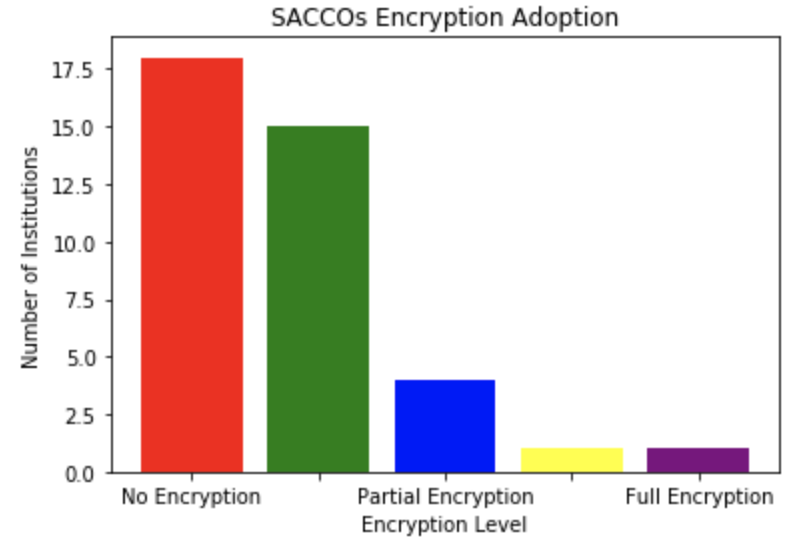 SACCOs Encryption Adoption
Number of Institutions
17.5
15.0
12.5
10.0
7.5
5.0
2.5
0.0
No Encryption Partial Encryption Full Encryption
Encryption Level